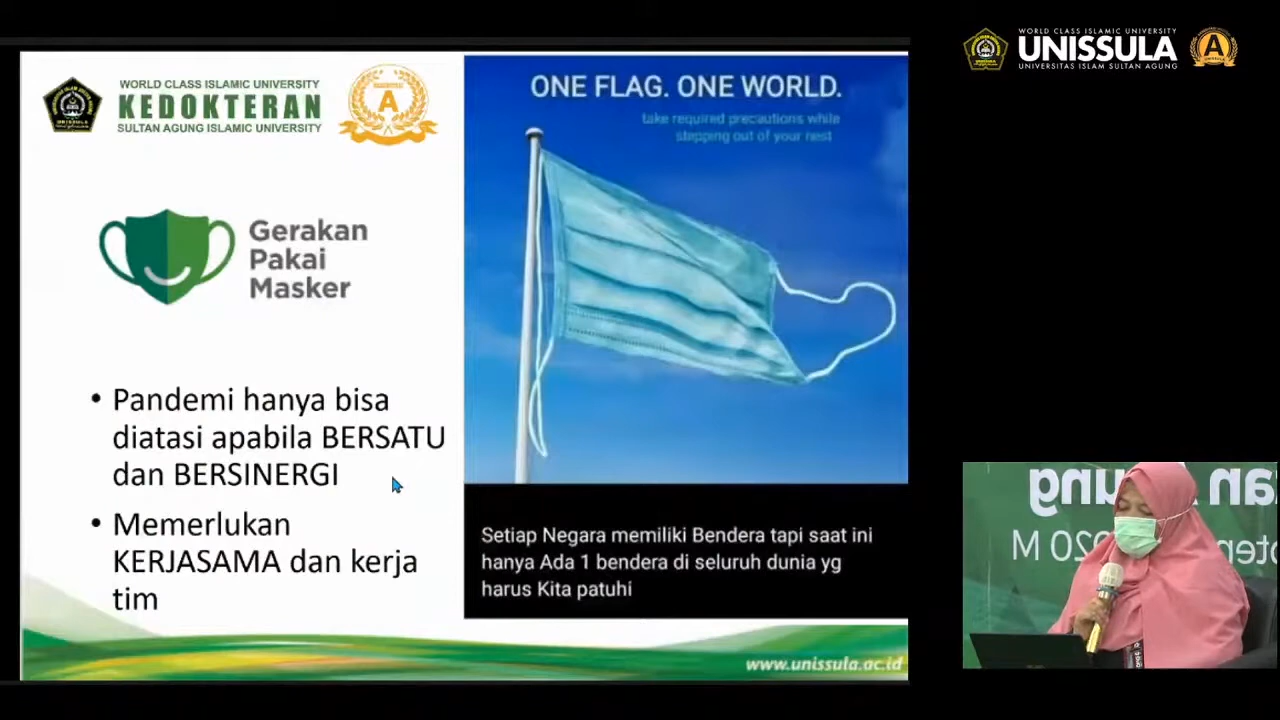 WORLD CLASS ISLAMIC UNIVERSITY
KEDOKTERAN
SULTAN AGUNG ISLAMIC UNIVERSITY
A
Gerakan
Pakai
Masker
• Pandemi hanya bisa
diatasi apabila BERSATU
dan BERSINERGI
• Memerlukan
KERJASAMA dan kerja
tim
ONE FLAG. ONE WORLD.
take required precautions while
stepping out of your nest
Setiap Negara memiliki Bendera tapi saat ini
hanya Ada 1 bendera di seluruh dunia yg
harus Kita patuhi
www.unissula.ac.id
WORLD CLASS ISLAMIC UNIVERSITY
UNISSULA
UNIVERSITAS ISLAM SULTAN AGUNG
A
2020 M